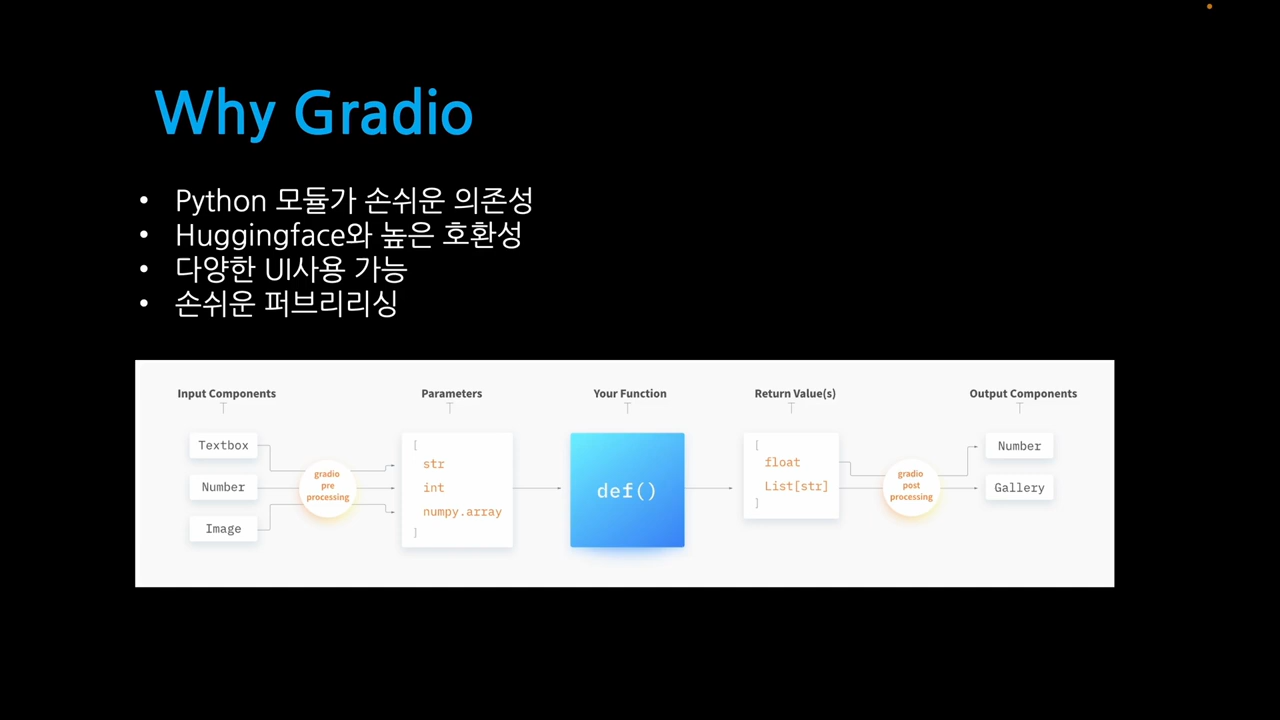 Why Gradio
• Python 모듈가 손쉬운 의존성
• Huggingface와 높은 호환성
• 다양한 UI사용 가능
• 손쉬운 퍼브리리싱
Input Components
Parameters
Your Function
Return Value(s)
Output Components
Textbox
Number
Image
gradio
pre
processing
[
str
int
numpy.array
]
def()
[
float
List[str]
]
gradio
post
processing
Number
Gallery